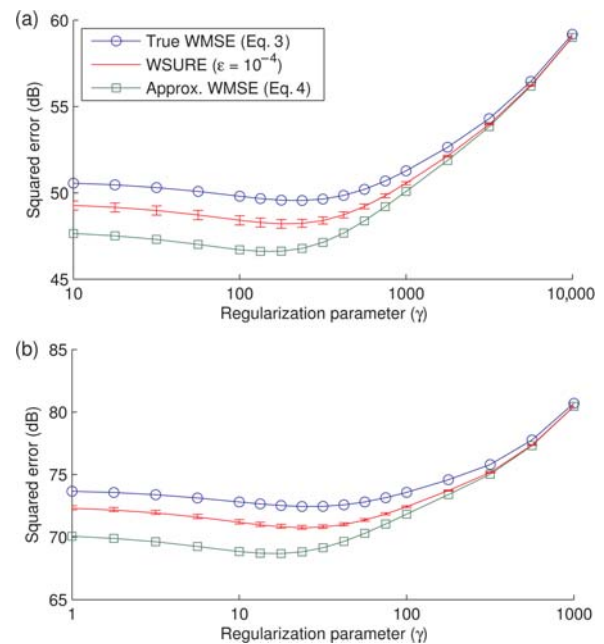 (a)
60
55
50
45
Squared error (dB)
True WMSE (Eq. 3)
WSURE (ε = 10⁻⁴)
Approx. WMSE (Eq. 4)
10
100
1000
10,000
Regularization parameter (γ)
(b)
85
80
75
70
65
Squared error (dB)
1
10
100
1000
Regularization parameter (γ)